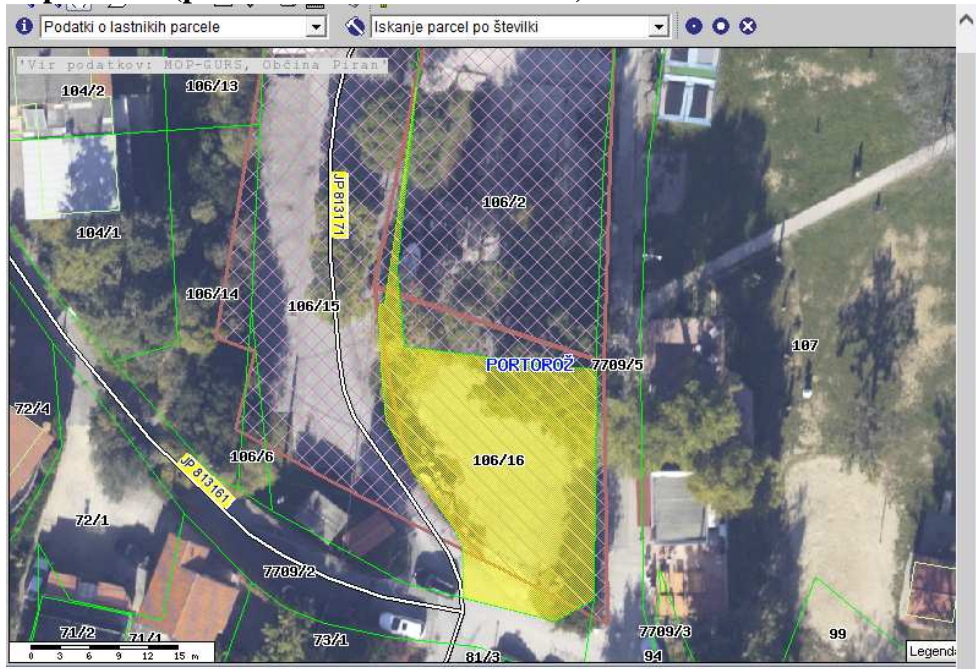 Podatki o lastnikih parcele
Iskanje parcel po številki
'Vir podatkov: MOP-GURS, Občina Piran'
104/2
106/13
106/2
JP 813171
104/1
106/14
106/15
107
PORTOROŽ
7709/5
72/4
106/6
106/16
JP 813161
72/1
7709/2
71/2
71/1
73/1
7709/3
99
81/3
94
0 3 6 9 12 15 m
Legend